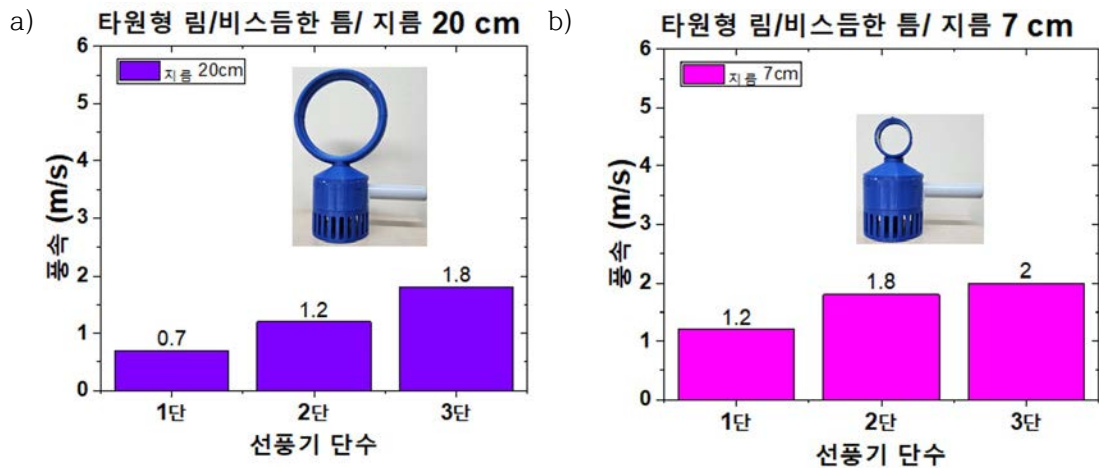 a)
타원형 림/비스듬한 틈/ 지름 20 cm
6
5
4
3
2
1
0
풍속 (m/s)
지름 20cm
0.7
1.2
1.8
1단
2단
3단
선풍기 단수
b)
타원형 림/비스듬한 틈/ 지름 7 cm
6
5
4
3
2
1
0
풍속 (m/s)
지름 7cm
1.2
1.8
2
1단
2단
3단
선풍기 단수